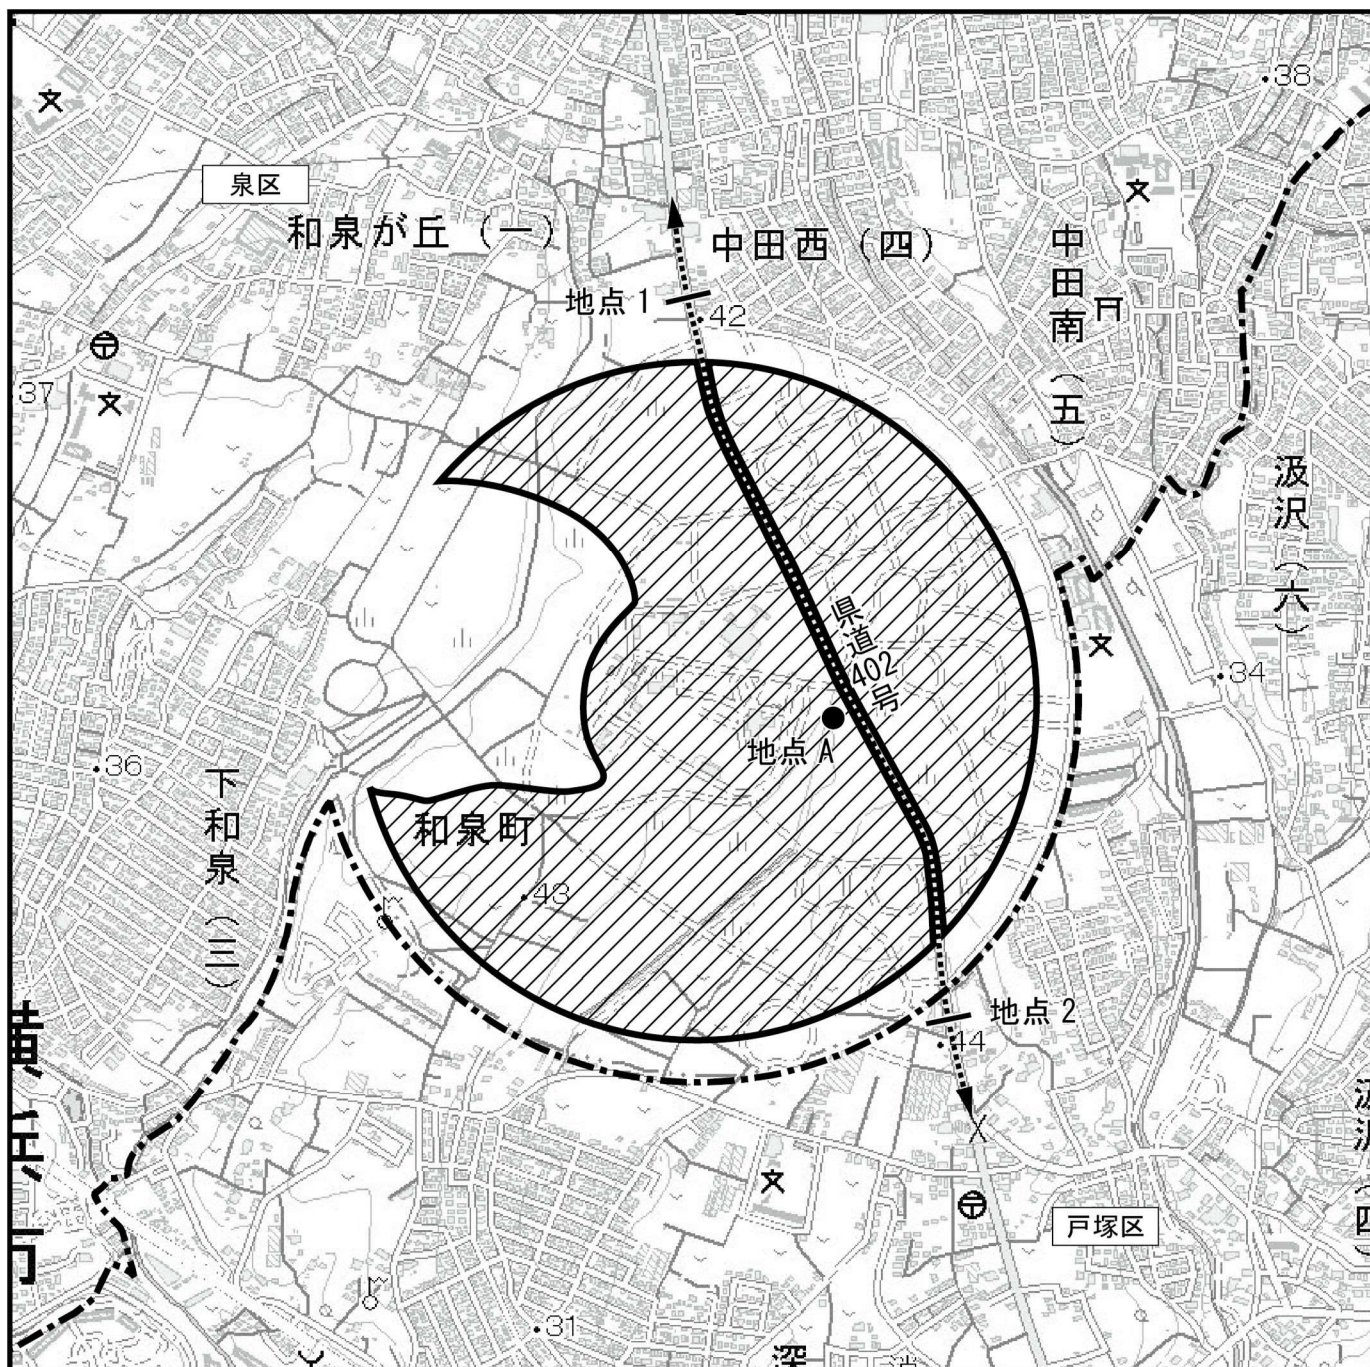 38
泉区
和泉が丘(一)
中田西(四)
中田南(五)
地点1
42
37
汲沢(六)
県道402号
34
地点A
36
下和泉(三)
和泉町
43
地点2
44
戸塚区
31
深